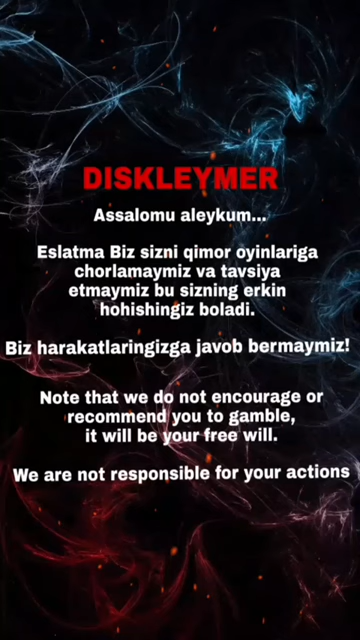 DISKLEYMER
Assalomu aleykum...
Eslatma Biz sizni qimor oyinlariga
chorlamaymiz va tavsiya
etmaymiz bu sizning erkin
hohishingiz boladi.
Biz harakatlaringizga javob bermaymiz!
Note that we do not encourage or
recommend you to gamble,
it will be your free will.
We are not responsible for your actions